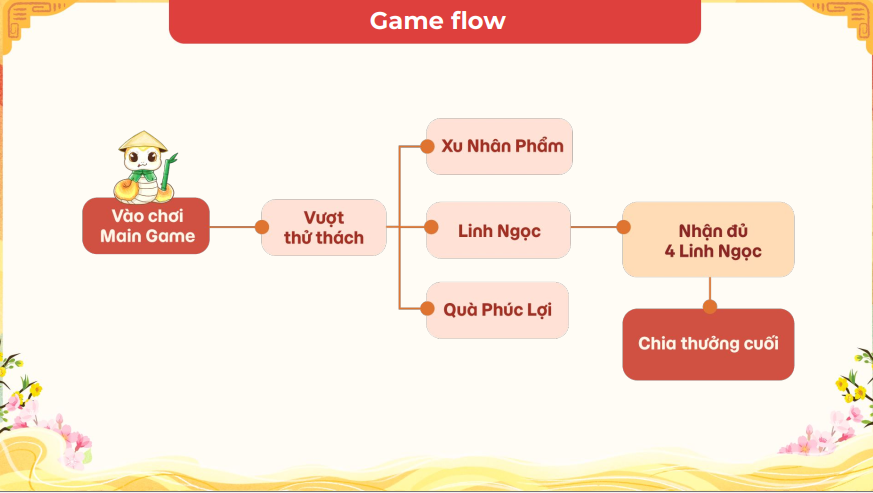 Game flow
Vào chơi
Main Game
Vượt
thử thách
Xu Nhân Phẩm
Linh Ngọc
Quà Phúc Lợi
Nhận đủ
4 Linh Ngọc
Chia thưởng cuối